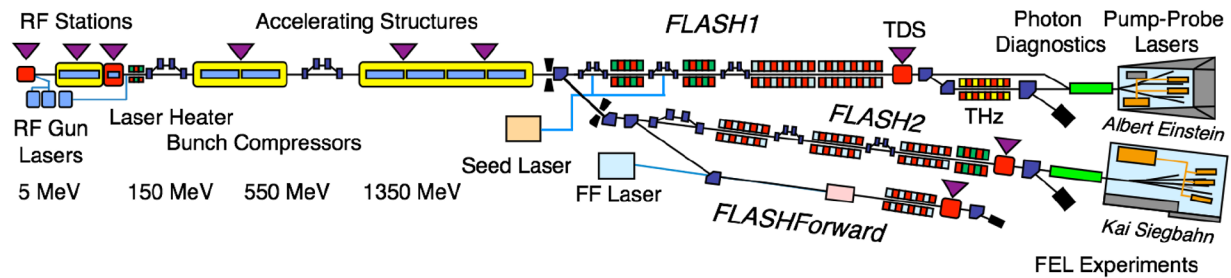 RF Stations
Accelerating Structures
FLASH1
TDS
Photon
Diagnostics
Pump-Probe
Lasers
RF Gun
Lasers
Laser Heater
Bunch Compressors
Seed Laser
FF Laser
FLASH2
THz
Albert Einstein
5 MeV
150 MeV
550 MeV
1350 MeV
FLASHForward
Kai Siegbahn
FEL Experiments